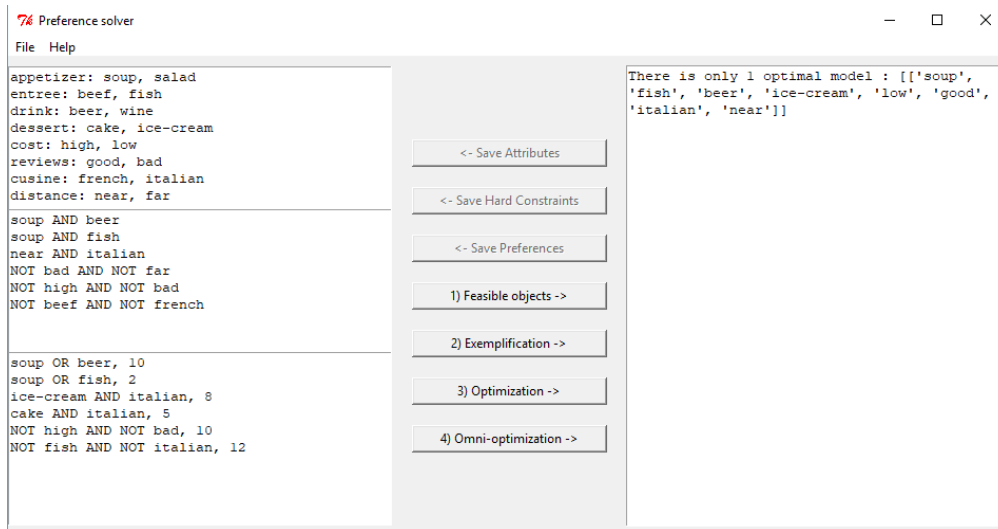 Preference solver
File Help
appetizer: soup, salad
entree: beef, fish
drink: beer, wine
dessert: cake, ice-cream
cost: high, low
reviews: good, bad
cusine: french, italian
distance: near, far
soup AND beer
soup AND fish
near AND italian
NOT bad AND NOT far
NOT high AND NOT bad
NOT beef AND NOT french
soup OR beer, 10
soup OR fish, 2
ice-cream AND italian, 8
cake AND italian, 5
NOT high AND NOT bad, 10
NOT fish AND NOT italian, 12
<- Save Attributes
<- Save Hard Constraints
<- Save Preferences
1) Feasible objects ->
2) Exemplification ->
3) Optimization ->
4) Omni-optimization ->
There is only 1 optimal model : [['soup',
'fish', 'beer', 'ice-cream', 'low', 'good',
'italian', 'near']]